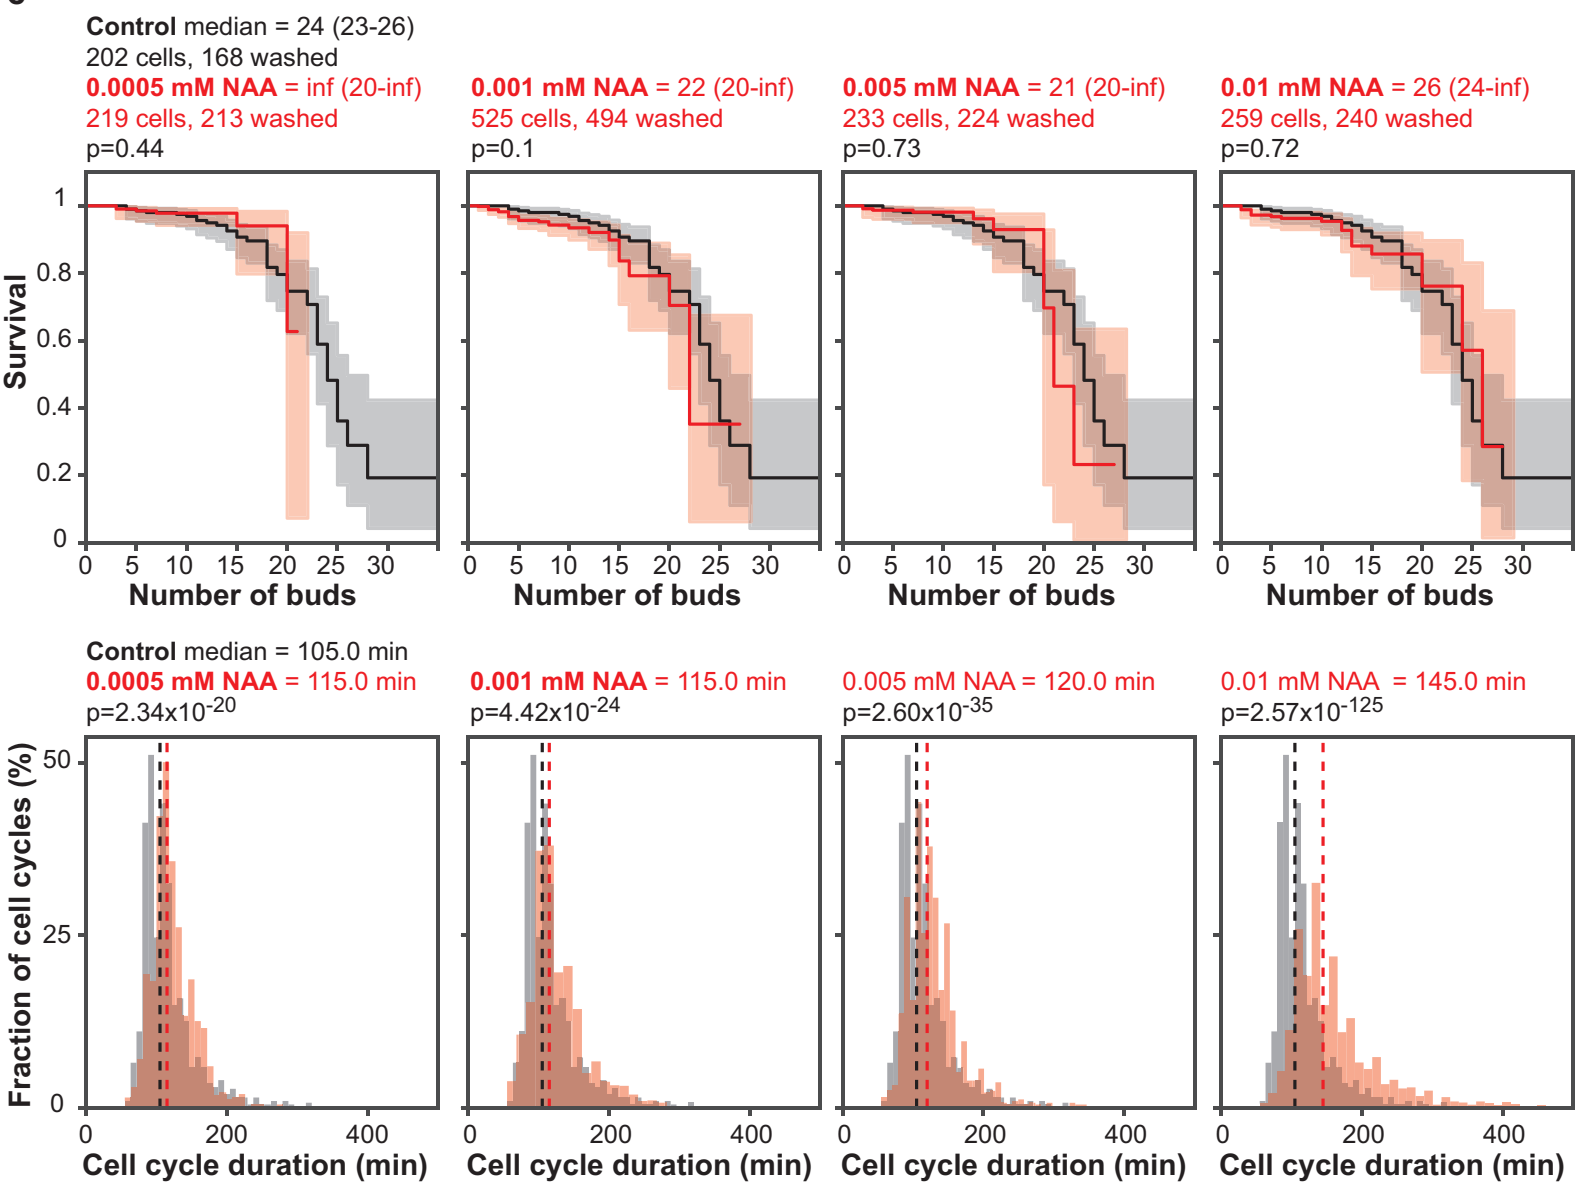 Control median = 24 (23-26)
202 cells, 168 washed
0.0005 mM NAA = inf (20-inf)
219 cells, 213 washed
p=0.44
0.001 mM NAA = 22 (20-inf)
525 cells, 494 washed
p=0.1
0.005 mM NAA = 21 (20-inf)
233 cells, 224 washed
p=0.73
0.01 mM NAA = 26 (24-inf)
259 cells, 240 washed
p=0.72
Survival
1
0.8
0.6
0.4
0.2
0
0 5 10 15 20 25 30
0 5 10 15 20 25 30
0 5 10 15 20 25 30
0 5 10 15 20 25 30
Number of buds
Number of buds
Number of buds
Number of buds
Control median = 105.0 min
0.0005 mM NAA = 115.0 min
p=2.34x10-20
0.001 mM NAA = 115.0 min
p=4.42x10-24
0.005 mM NAA = 120.0 min
p=2.60x10-35
0.01 mM NAA = 145.0 min
p=2.57x10-125
Fraction of cell cycles (%)
50
25
0
0 200 400
0 200 400
0 200 400
0 200 400
Cell cycle duration (min)
Cell cycle duration (min)
Cell cycle duration (min)
Cell cycle duration (min)